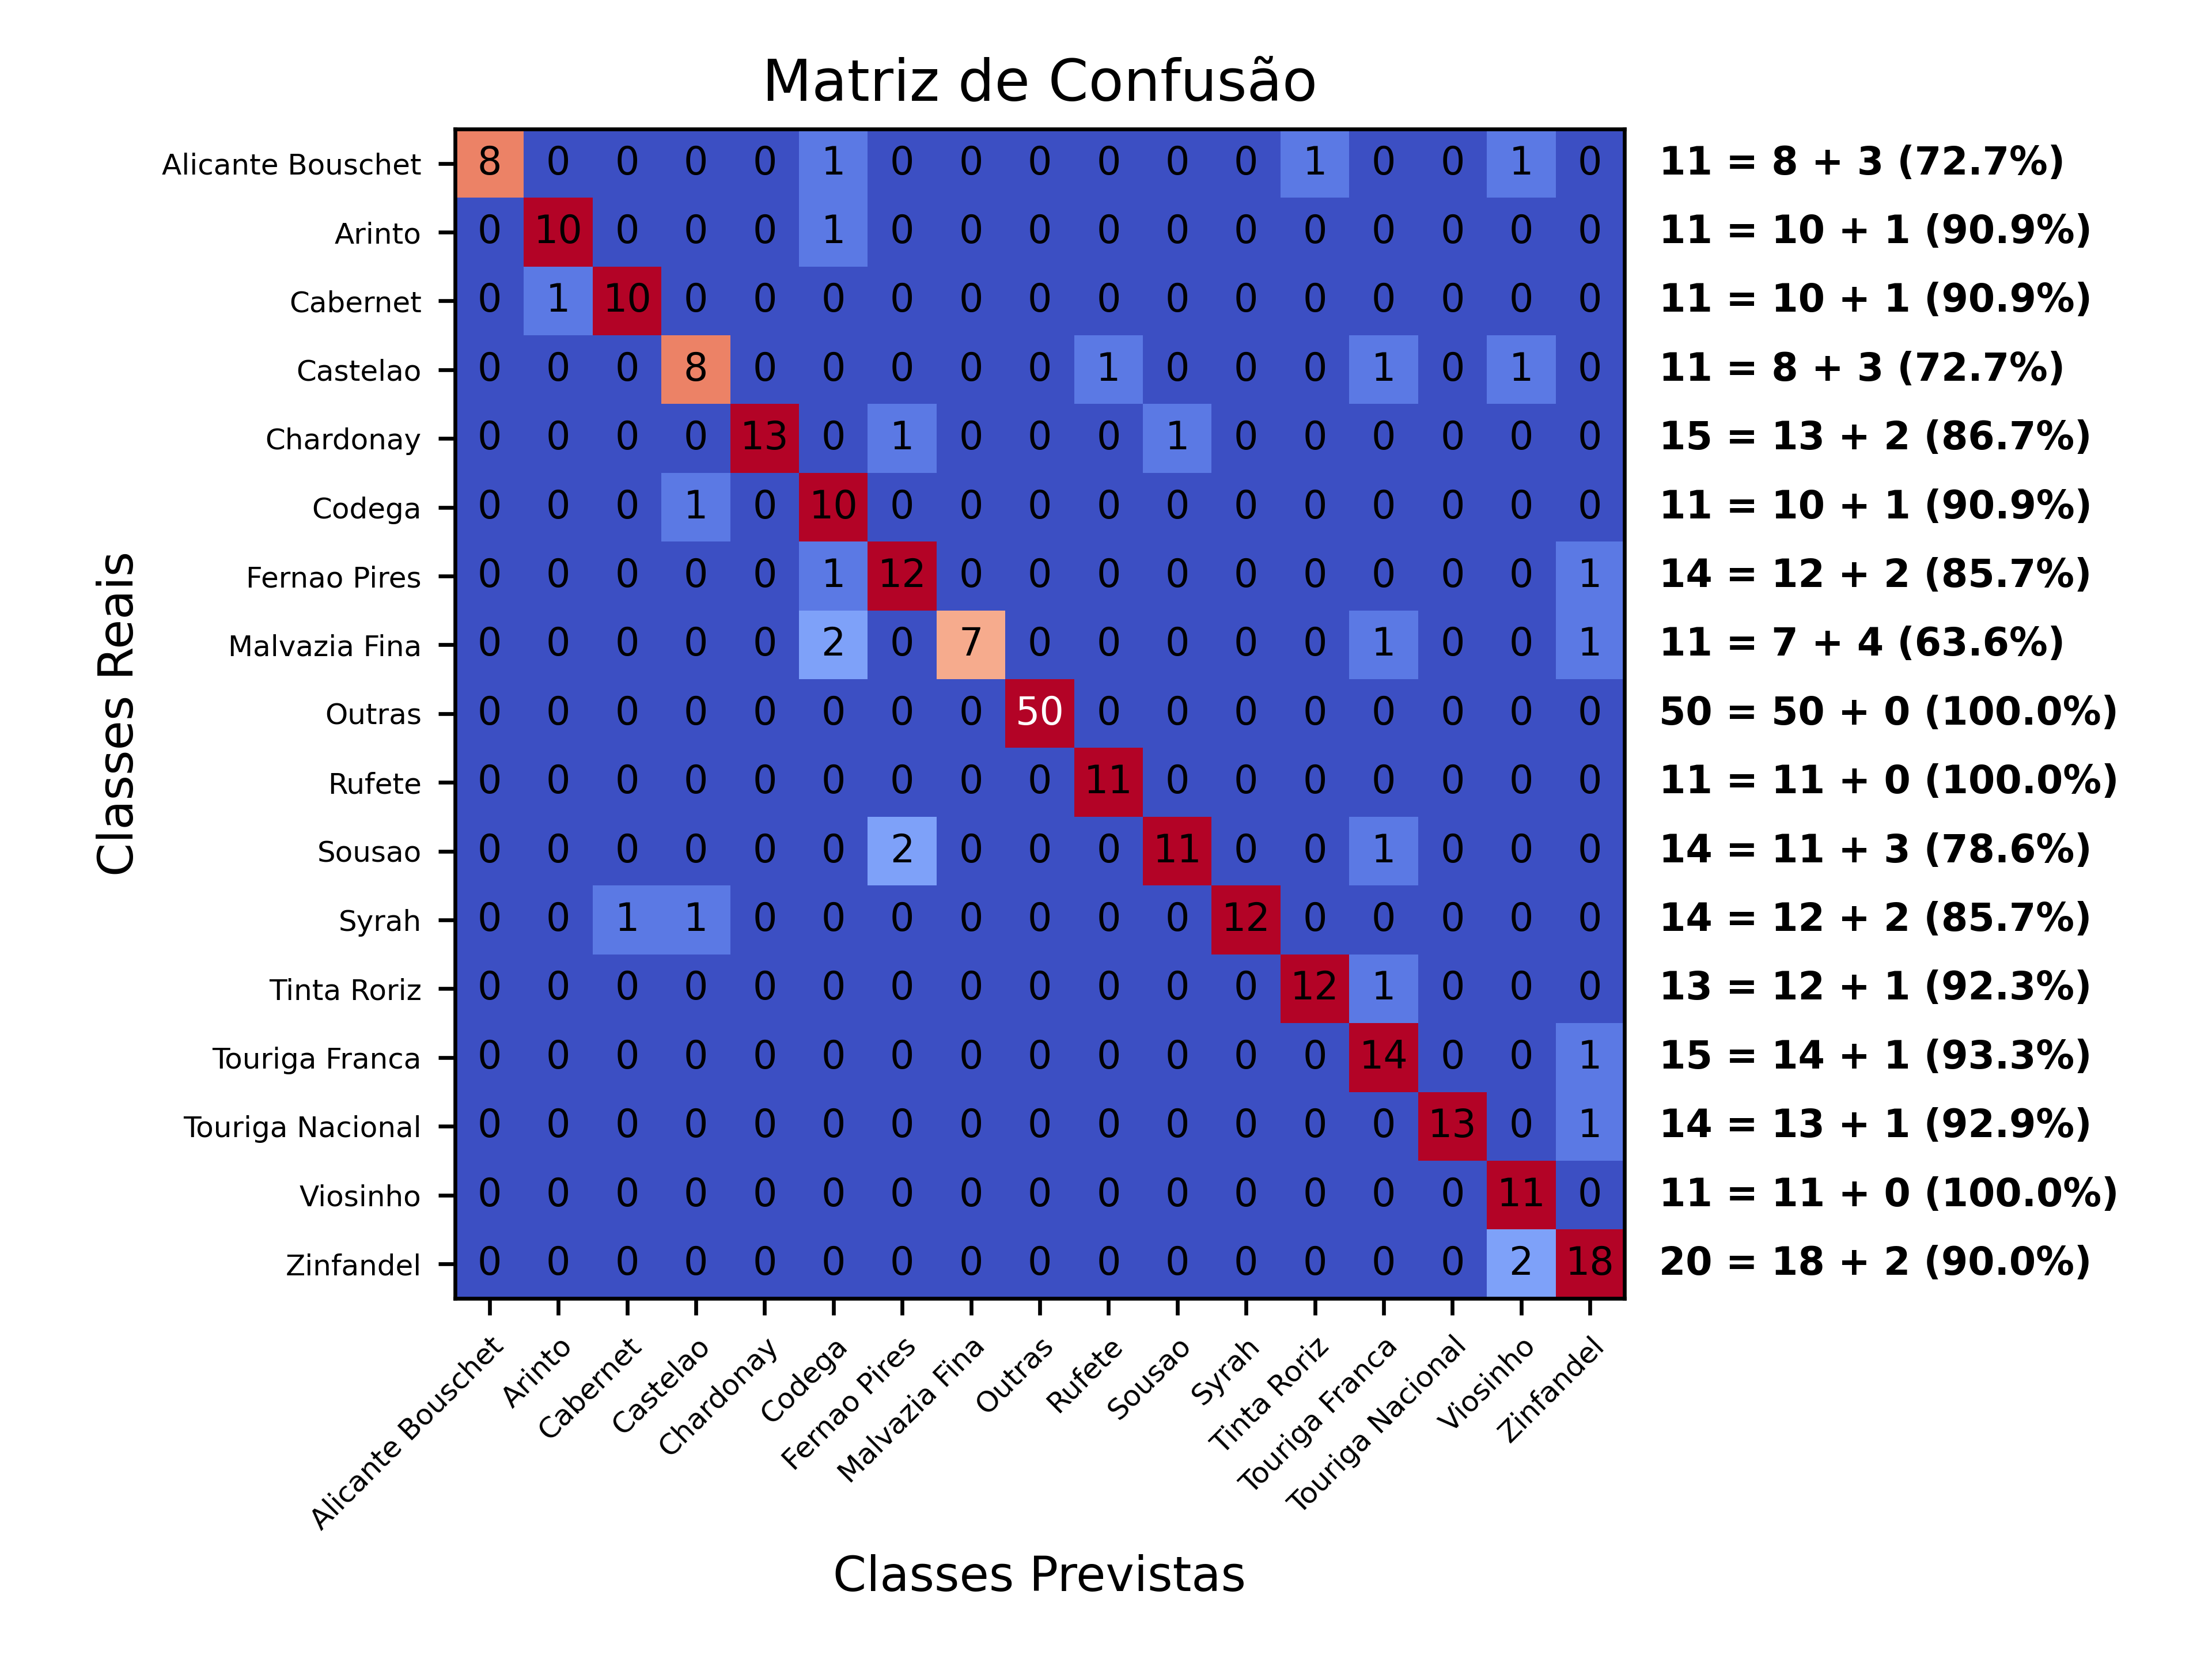 Matriz de Confusão
Alicante Bouschet 8 0 0 0 0 1 0 0 0 0 0 0 1 0 0 1 0 11 = 8 + 3 (72.7%)
Arinto 0 10 0 0 0 1 0 0 0 0 0 0 0 0 0 0 0 11 = 10 + 1 (90.9%)
Cabernet 0 1 10 0 0 0 0 0 0 0 0 0 0 0 0 0 0 11 = 10 + 1 (90.9%)
Castelao 0 0 0 8 0 0 0 0 0 1 0 0 0 1 0 1 0 11 = 8 + 3 (72.7%)
Chardonay 0 0 0 0 13 0 1 0 0 0 1 0 0 0 0 0 0 15 = 13 + 2 (86.7%)
Codega 0 0 0 1 0 10 0 0 0 0 0 0 0 0 0 0 0 11 = 10 + 1 (90.9%)
Fernao Pires 0 0 0 0 0 1 12 0 0 0 0 0 0 0 0 0 1 14 = 12 + 2 (85.7%)
Malvazia Fina 0 0 0 0 0 2 0 7 0 0 0 0 0 1 0 0 1 11 = 7 + 4 (63.6%)
Outras 0 0 0 0 0 0 0 0 50 0 0 0 0 0 0 0 0 50 = 50 + 0 (100.0%)
Rufete 0 0 0 0 0 0 0 0 0 11 0 0 0 0 0 0 0 11 = 11 + 0 (100.0%)
Sousao 0 0 0 0 0 0 2 0 0 0 11 0 0 1 0 0 0 14 = 11 + 3 (78.6%)
Syrah 0 0 1 1 0 0 0 0 0 0 0 12 0 0 0 0 0 14 = 12 + 2 (85.7%)
Tinta Roriz 0 0 0 0 0 0 0 0 0 0 0 0 12 1 0 0 0 13 = 12 + 1 (92.3%)
Touriga Franca 0 0 0 0 0 0 0 0 0 0 0 0 0 14 0 0 1 15 = 14 + 1 (93.3%)
Touriga Nacional 0 0 0 0 0 0 0 0 0 0 0 0 0 0 13 0 1 14 = 13 + 1 (92.9%)
Viosinho 0 0 0 0 0 0 0 0 0 0 0 0 0 0 0 11 0 11 = 11 + 0 (100.0%)
Zinfandel 0 0 0 0 0 0 0 0 0 0 0 0 0 0 0 2 18 20 = 18 + 2 (90.0%)
Classes Reais
Alicante Bouschet
Arinto
Cabernet
Castelao
Chardonay
Codega
Fernao Pires
Malvazia Fina
Outras
Rufete
Sousao
Syrah
Tinta Roriz
Touriga Franca
Touriga Nacional
Viosinho
Zinfandel
Classes Previstas